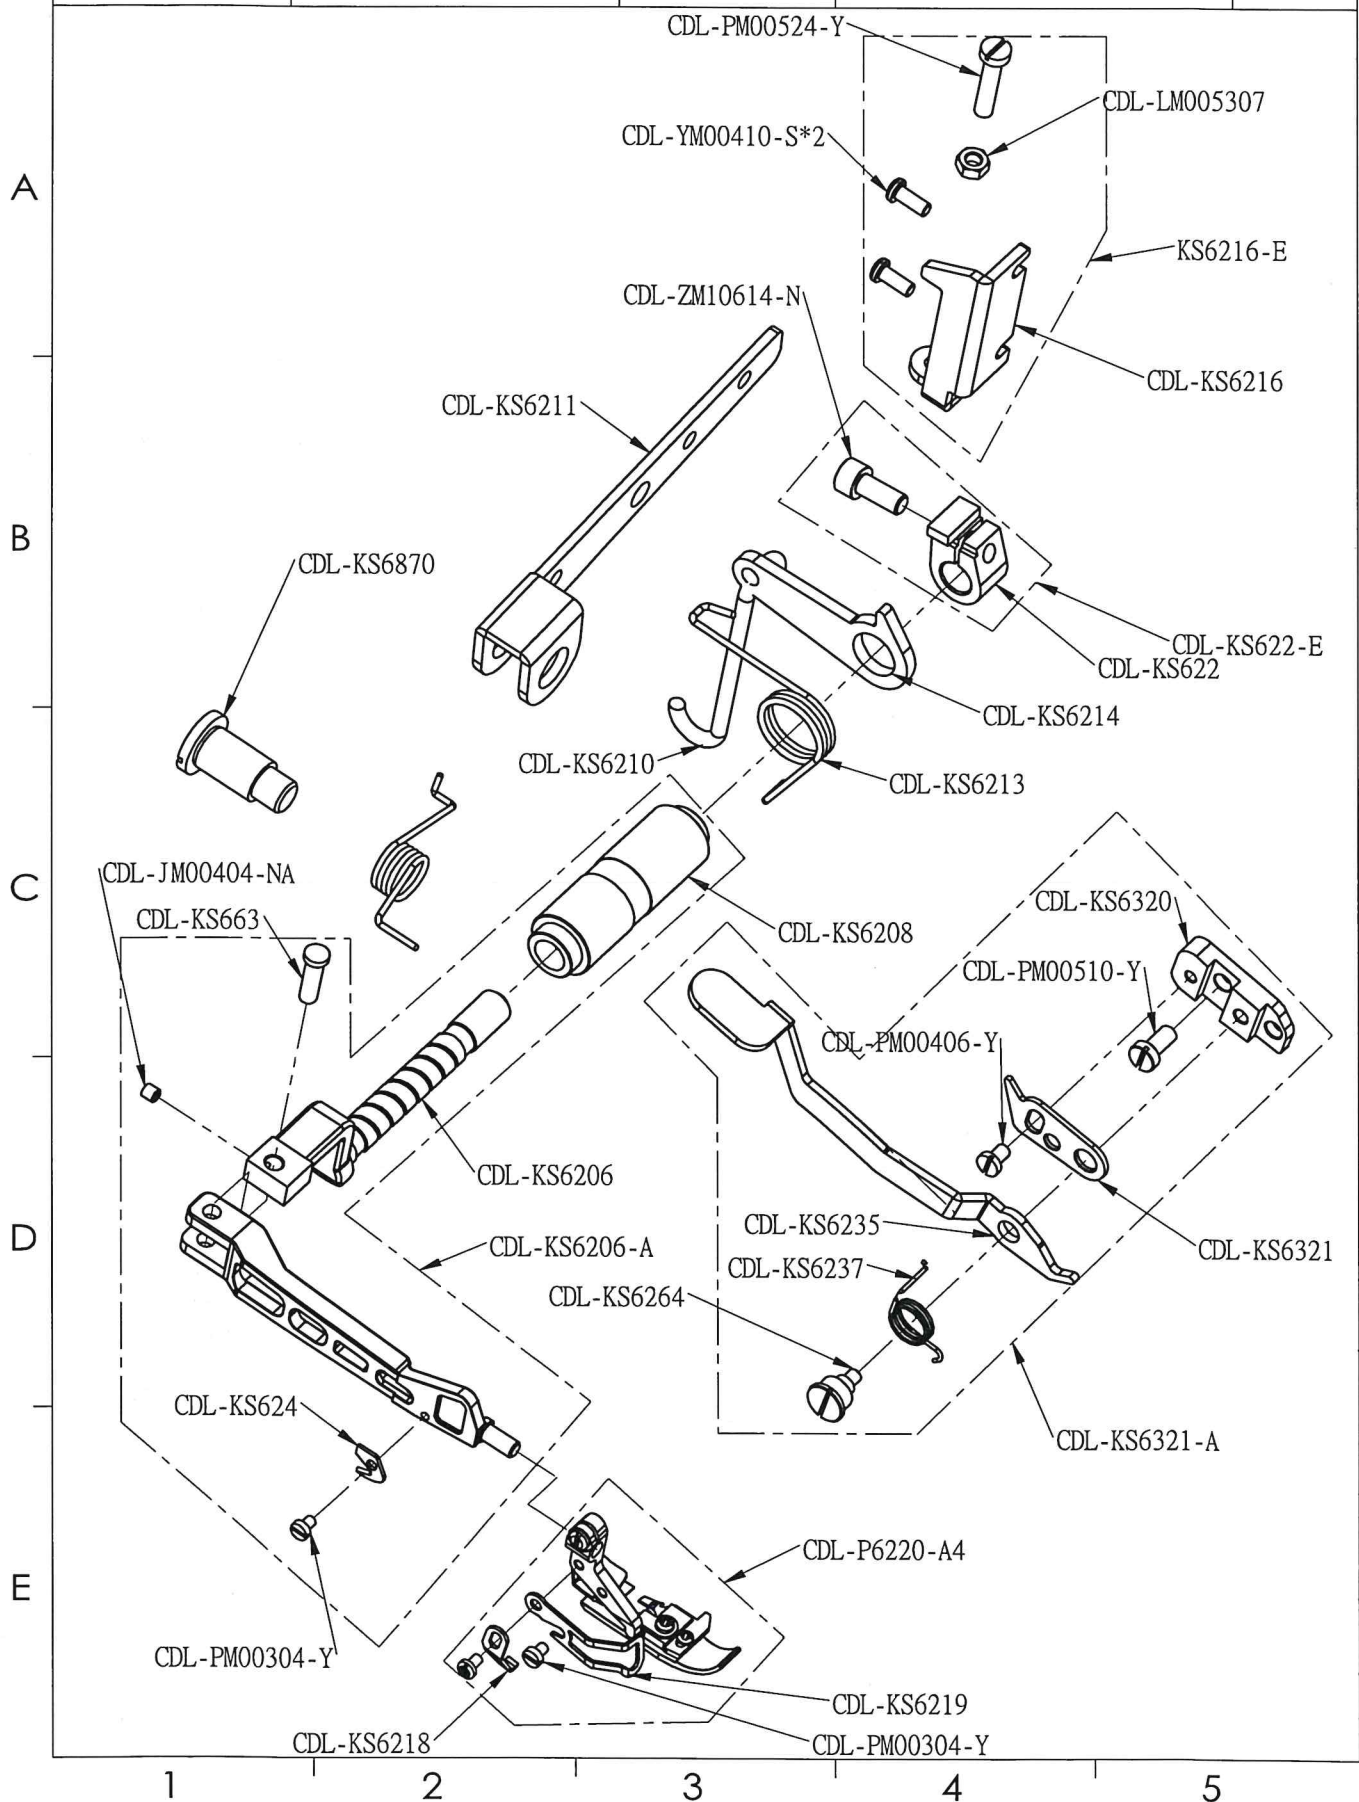 CDL-PM00524-Y
CDL-LM005307
CDL-YM00410-S*2
A
KS6216-E
CDL-ZM10614-N
CDL-KS6216
CDL-KS6211
B
CDL-KS6870
CDL-KS622-E
CDL-KS622
CDL-KS6214
CDL-KS6210
CDL-KS6213
CDL-JM00404-NA
C
CDL-KS6320
CDL-KS663
CDL-KS6208
CDL-PM00510-Y
CDL-PM00406-Y
CDL-KS6206
CDL-KS6235
D
CDL-KS6206-A
CDL-KS6321
CDL-KS6237
CDL-KS6264
CDL-KS624
CDL-KS6321-A
CDL-P6220-A4
E
CDL-PM00304-Y
CDL-KS6219
CDL-KS6218
CDL-PM00304-Y
1 2 3 4 5